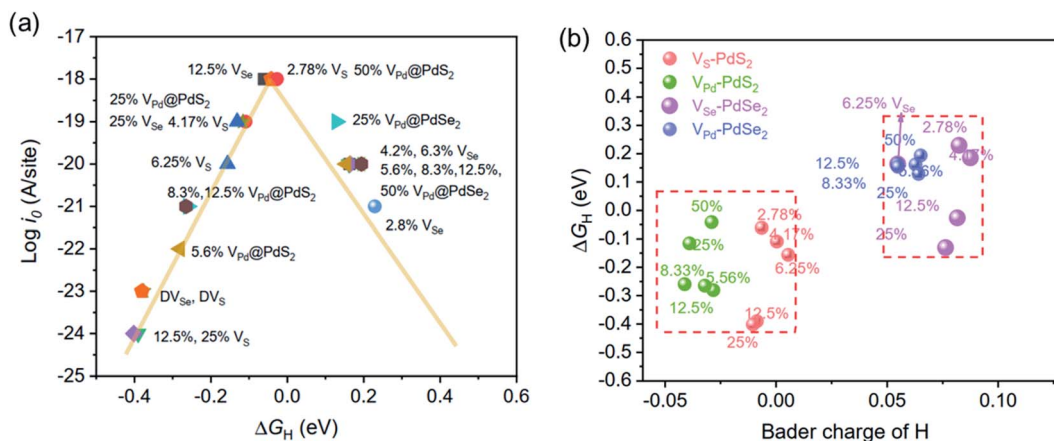 (a)
-17
-18
-19
-20
-21
-22
-23
-24
-25
Log i0 (A/site)
-0.4
-0.2
0.0
0.2
0.4
0.6
ΔGH (eV)
12.5% VSe
2.78% VS 50% VPd@PdS2
25% VPd@PdS2
25% VSe 4.17% VS
25% VPd@PdSe2
6.25% VS
4.2%, 6.3% VSe
5.6%, 8.3%, 12.5%,
50% VPd@PdSe2
8.3%, 12.5% VPd@PdS2
2.8% VSe
5.6% VPd@PdS2
DVSe, DVS
12.5%, 25% VS
(b)
0.6
0.5
0.4
0.3
0.2
0.1
0.0
-0.1
-0.2
-0.3
-0.4
-0.5
-0.6
ΔGH (eV)
-0.05
0.00
0.05
0.10
Bader charge of H
VS-PdS2
VPd-PdS2
VSe-PdSe2
VPd-PdSe2
6.25% VSe
50%
2.78%
12.5%
8.33%
25%
12.5%
25%
50%
2.78%
25%
4.17%
6.25%
8.33%
5.56%
12.5%
12.5%
25%